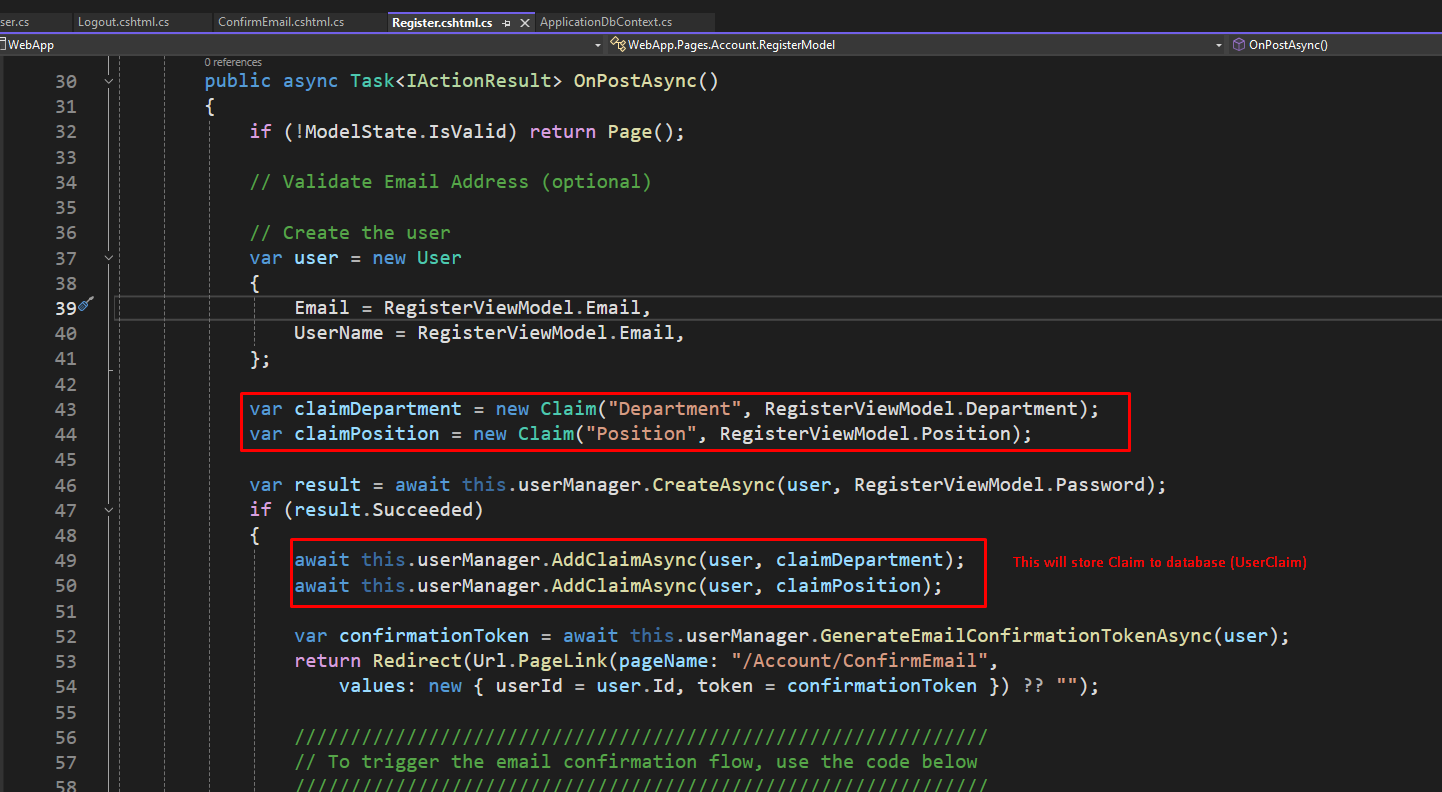 ser.cs Logout.cshtml.cs ConfirmEmail.cshtml.cs Register.cshtml.cs ApplicationDbContext.cs
WebApp WebApp.Pages.Account.RegisterModel OnPostAsync()
0 references
30 public async Task<IActionResult> OnPostAsync()
31 {
32 if (!ModelState.IsValid) return Page();
33
34 // Validate Email Address (optional)
35
36 // Create the user
37 var user = new User
38 {
39 Email = RegisterViewModel.Email,
40 UserName = RegisterViewModel.Email,
41 };
42
43 var claimDepartment = new Claim("Department", RegisterViewModel.Department);
44 var claimPosition = new Claim("Position", RegisterViewModel.Position);
45
46 var result = await this.userManager.CreateAsync(user, RegisterViewModel.Password);
47 if (result.Succeeded)
48 {
49 await this.userManager.AddClaimAsync(user, claimDepartment); This will store Claim to database (UserClaim)
50 await this.userManager.AddClaimAsync(user, claimPosition);
51
52 var confirmationToken = await this.userManager.GenerateEmailConfirmationTokenAsync(user);
53 return Redirect(Url.PageLink(pageName: "/Account/ConfirmEmail",
54 values: new { userId = user.Id, token = confirmationToken }) ?? "");
55
56 //////////////////////////////////////////////////////////////
57 // To trigger the email confirmation flow, use the code below
58 //////////////////////////////////////////////////////////////